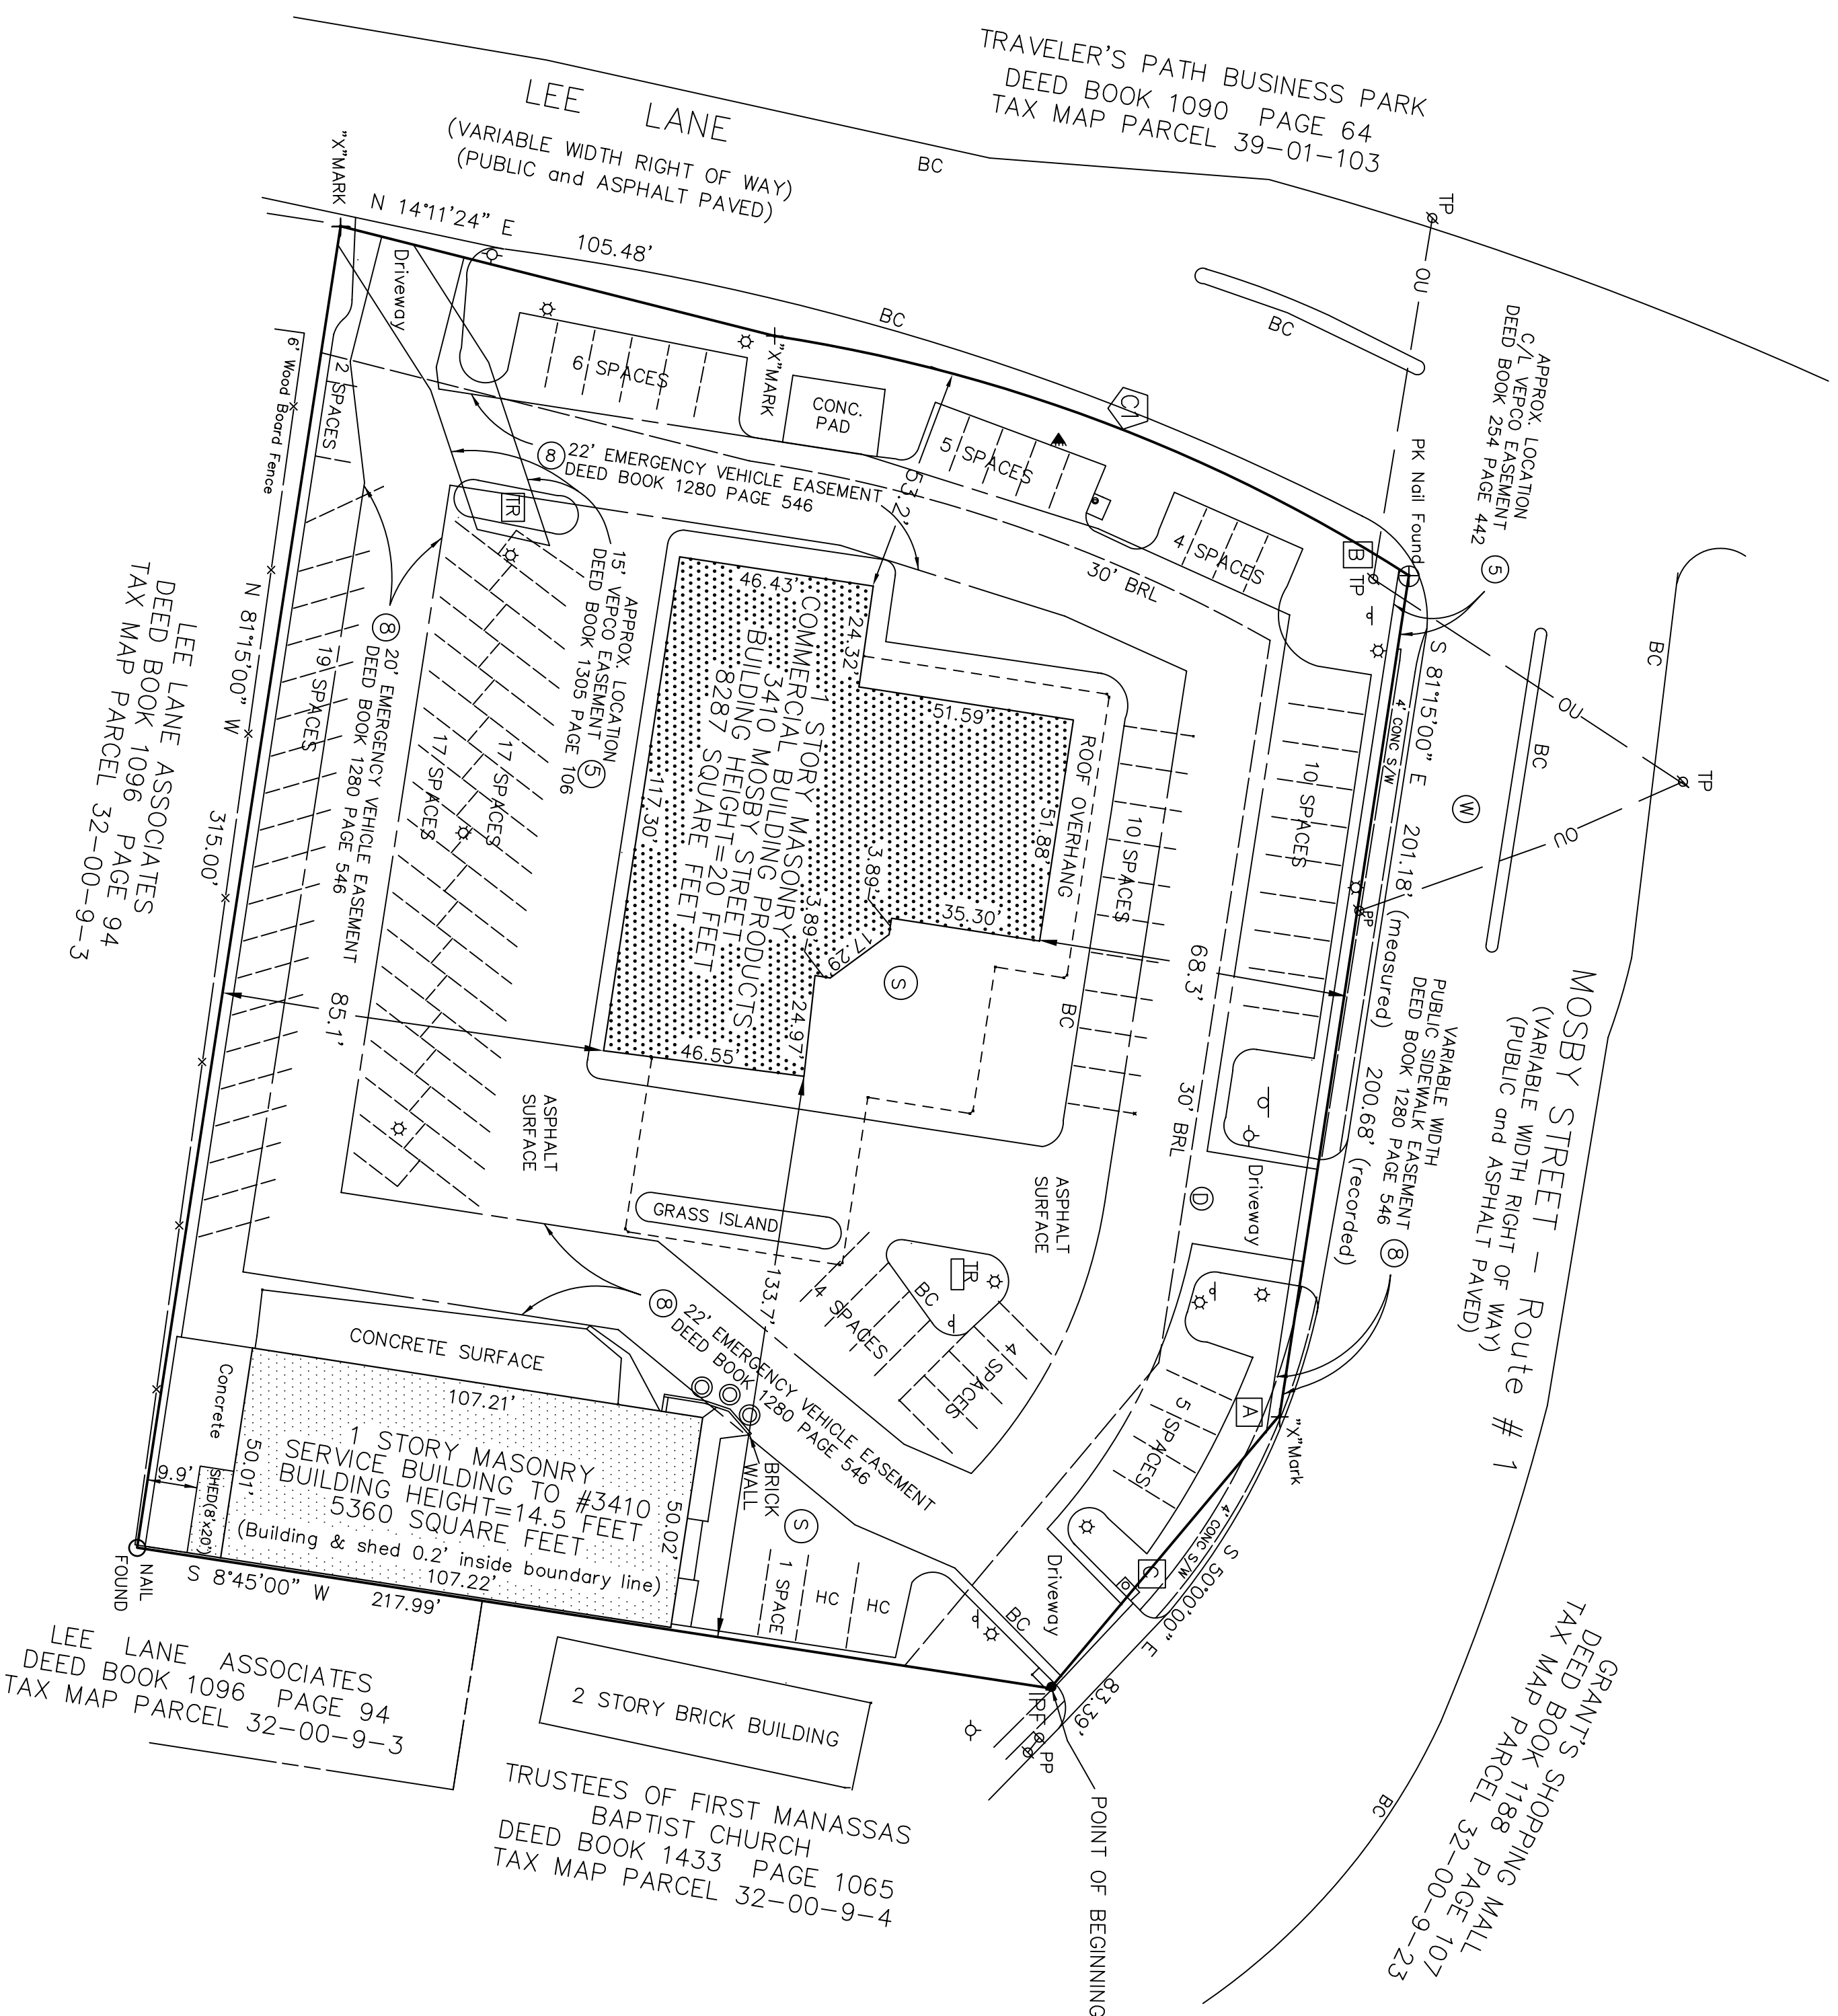 TRAVELER'S PATH BUSINESS PARK
DEED BOOK 1090 PAGE 64
TAX MAP PARCEL 39-01-103
LEE LANE
(VARIABLE WIDTH RIGHT OF WAY)
(PUBLIC and ASPHALT PAVED)
BC
"X"MARK
N 14°11'24" E
105.48'
BC
BC
TP
OU
APPROX. LOCATION
C/L VEPCO EASEMENT
DEED BOOK 254 PAGE 442
5
PK Nail Found
B
TP
C1
Driveway
6 SPACES
"X"MARK
CONC.
PAD
5 SPACES
4 SPACES
53.2'
30' BRL
2 SPACES
6' Wood Board Fence
8
22' EMERGENCY VEHICLE EASEMENT
DEED BOOK 1280 PAGE 546
TR
APPROX. LOCATION
15' VEPCO EASEMENT
DEED BOOK 1305 PAGE 106
5
8
20' EMERGENCY VEHICLE EASEMENT
DEED BOOK 1280 PAGE 546
19 SPACES
17 SPACES
17 SPACES
N 81°15'00" W
315.00'
LEE LANE ASSOCIATES
DEED BOOK 1096 PAGE 94
TAX MAP PARCEL 32-00-9-3
46.43'
24.32'
51.59'
51.88'
35.30'
3.89'
17.29'
3.89'
24.97'
46.55'
117.30'
1 STORY MASONRY
COMMERCIAL BUILDING
3410 MOSBY STREET
BUILDING HEIGHT=20 FEET
8287 SQUARE FEET
PRODUCTS
ROOF OVERHANG
10 SPACES
BC
10 SPACES
S
68.3'
30' BRL
85.1'
S 81°15'00" E
201.18' (measured)
200.68' (recorded)
4' CONC S/W
W
BC
BC
OU
OU
TP
PP
VARIABLE WIDTH
PUBLIC SIDEWALK EASEMENT
DEED BOOK 1280 PAGE 546
8
MOSBY STREET - Route # 1
(VARIABLE WIDTH RIGHT OF WAY)
(PUBLIC and ASPHALT PAVED)
ASPHALT
SURFACE
ASPHALT
SURFACE
D
Driveway
GRASS ISLAND
TR
BC
4 SPACES
4
SPACES
5
SPACES
A
"X"Mark
133.7'
8
22' EMERGENCY VEHICLE EASEMENT
DEED BOOK 1280 PAGE 546
CONCRETE SURFACE
Concrete
107.21'
50.01'
50.02'
107.22'
1 STORY MASONRY
SERVICE BUILDING TO #3410
BUILDING HEIGHT=14.5 FEET
5360 SQUARE FEET
(Building & shed 0.2' inside boundary line)
SHED(8'x20')
9.9'
BRICK
WALL
S
1 SPACE
HC
HC
BC
Driveway
C
4' CONC S/W
S 50°00'00" E
83.39'
IPF
PP
NAIL
FOUND
S 8°45'00" W
217.99'
LEE LANE ASSOCIATES
DEED BOOK 1096 PAGE 94
TAX MAP PARCEL 32-00-9-3
2 STORY BRICK BUILDING
TRUSTEES OF FIRST MANASSAS
BAPTIST CHURCH
DEED BOOK 1433 PAGE 1065
TAX MAP PARCEL 32-00-9-4
POINT OF BEGINNING
BC
GRANT'S SHOPPING MALL
DEED BOOK 1188 PAGE 107
TAX MAP PARCEL 32-00-9-23